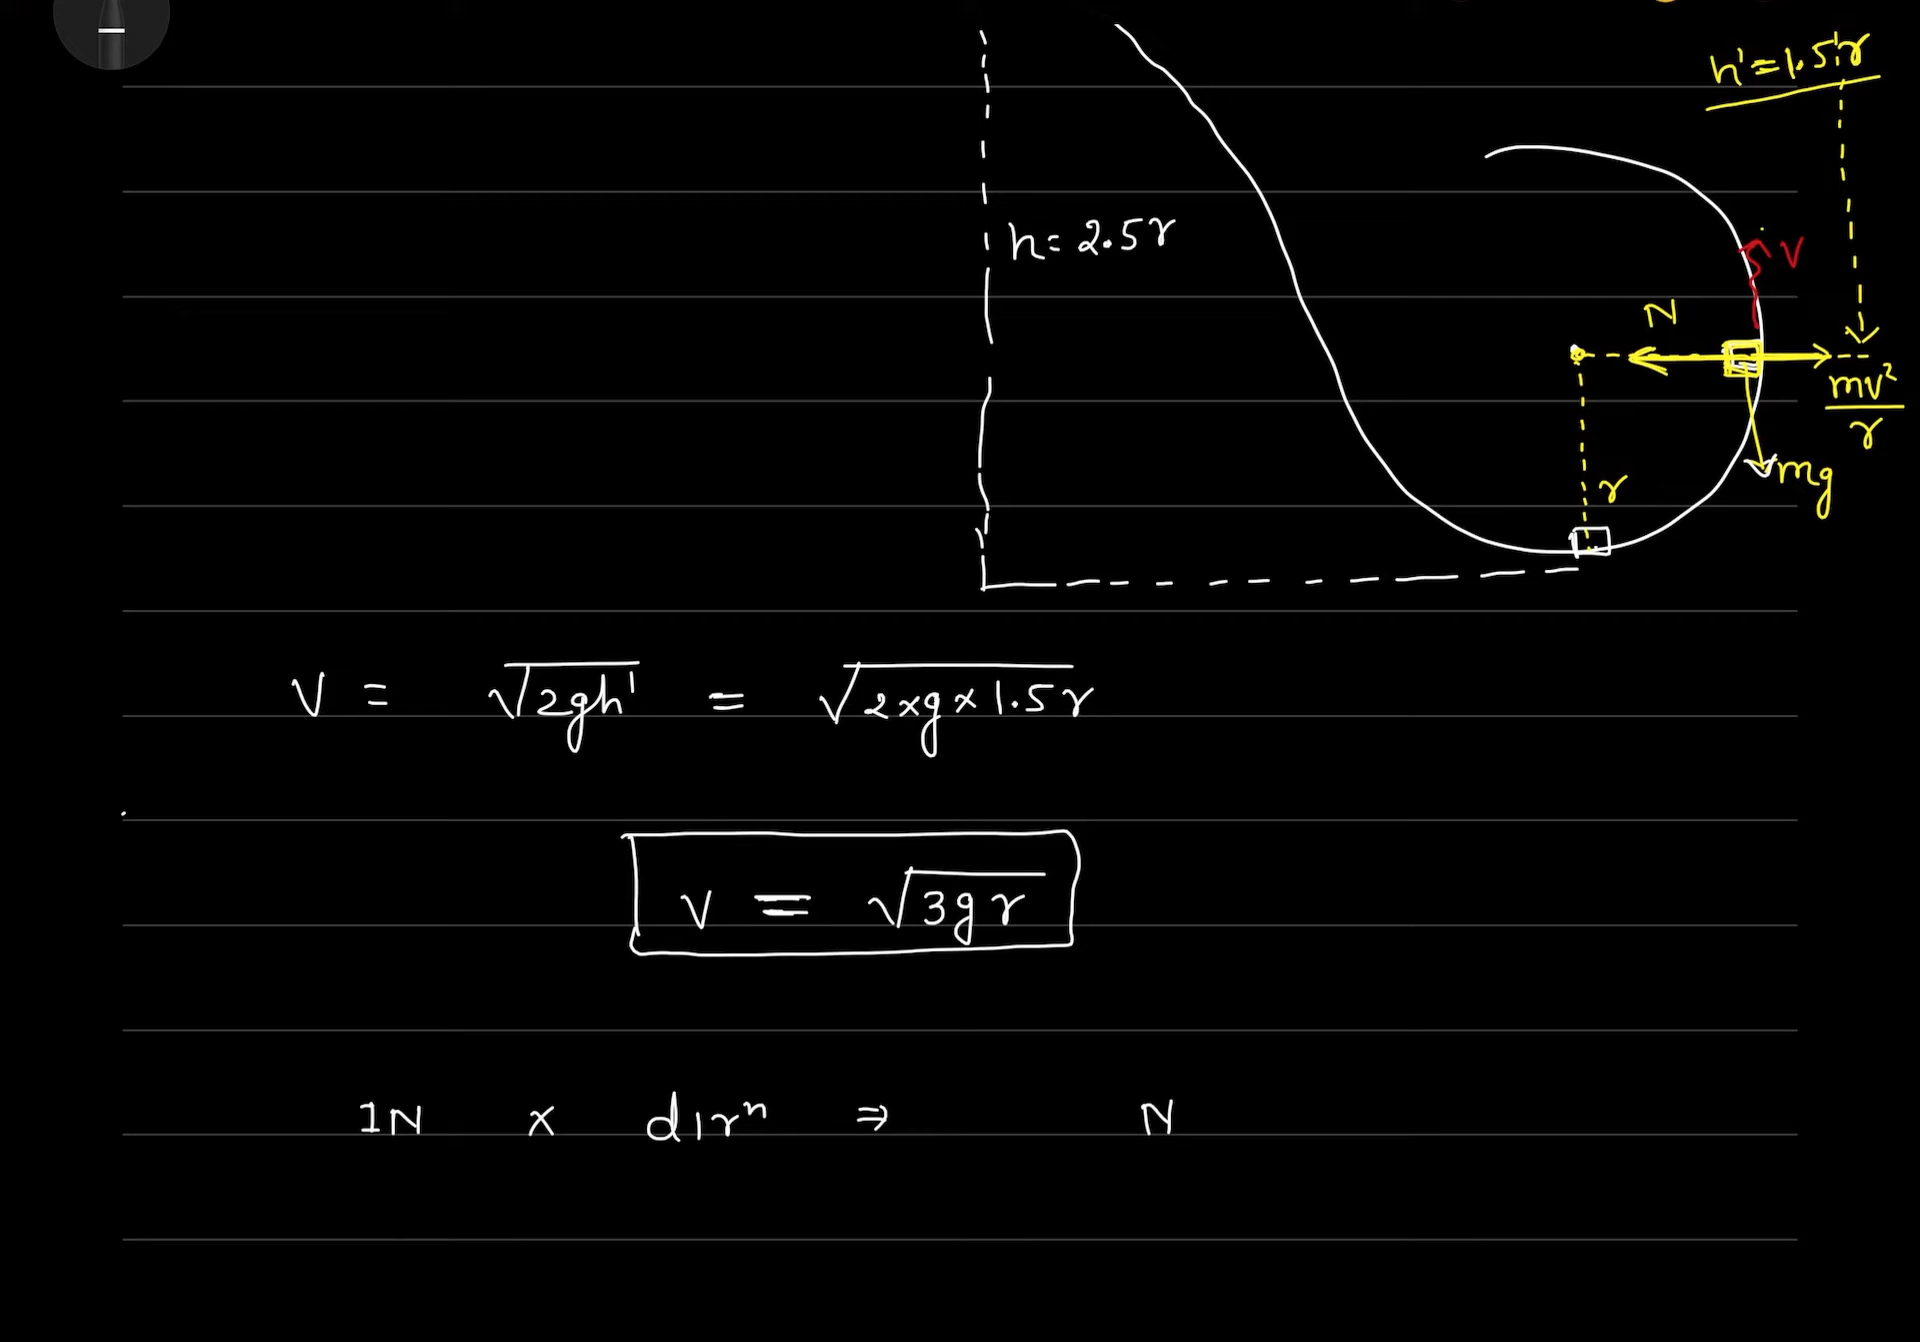 h' = 1.5r
h = 2.5r
V
N
mv²/r
mg
r
V = √2gh' = √2×g×1.5r
V = √3gr
IN x dirⁿ ⇒ N